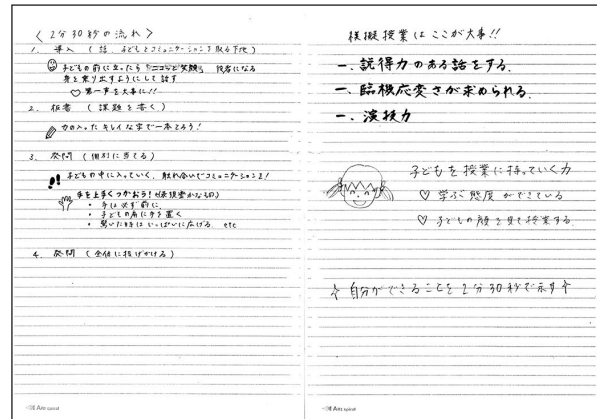 〈2分30秒の流れ〉
1. 導入 (話、子どもとコミュニケーションを取る下地)
子どもの前に立ったら「ニコッと笑顔」 役者になる
身を乗り出すようにして話す
♡ 第一声を大事に!!
2. 板書 (課題を書く)
力の入った キレイな字で一本とろう!
3. 発問 (個別に当てる)
子どもの中に入っていく、触れ合いでコミュニケーションを!
手を上手くつかおう!
・ 手は必ず前に
・ 子どもの肩に手を置く
・ 驚いた時は いっぱいに広げる etc
4. 発問 (全体に投げかける)
Ami spiral
模擬授業は ここが大事!!
一、説得力のある話をする。
一、臨機応変さが求められる。
一、演技力
子どもを授業に持っていく力
♡ 学ぶ態度ができている
♡ 子どもの顔を見て授業する
自分ができることを2分30秒で示す
Ami spiral